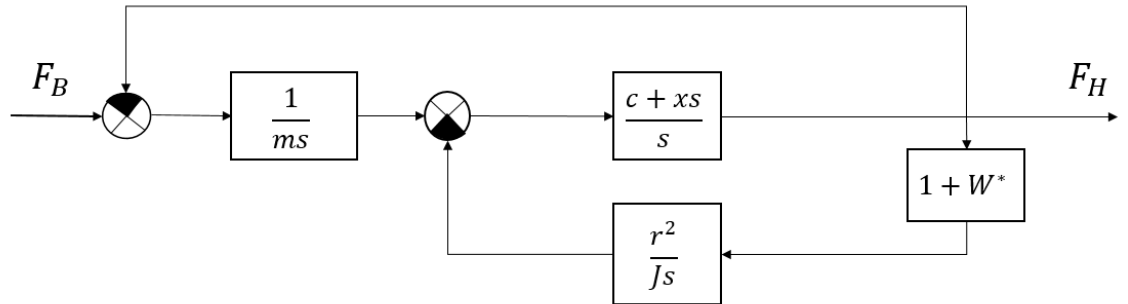 F_B
1/ms
c + xs/s
F_H
1 + W*
r²/Js